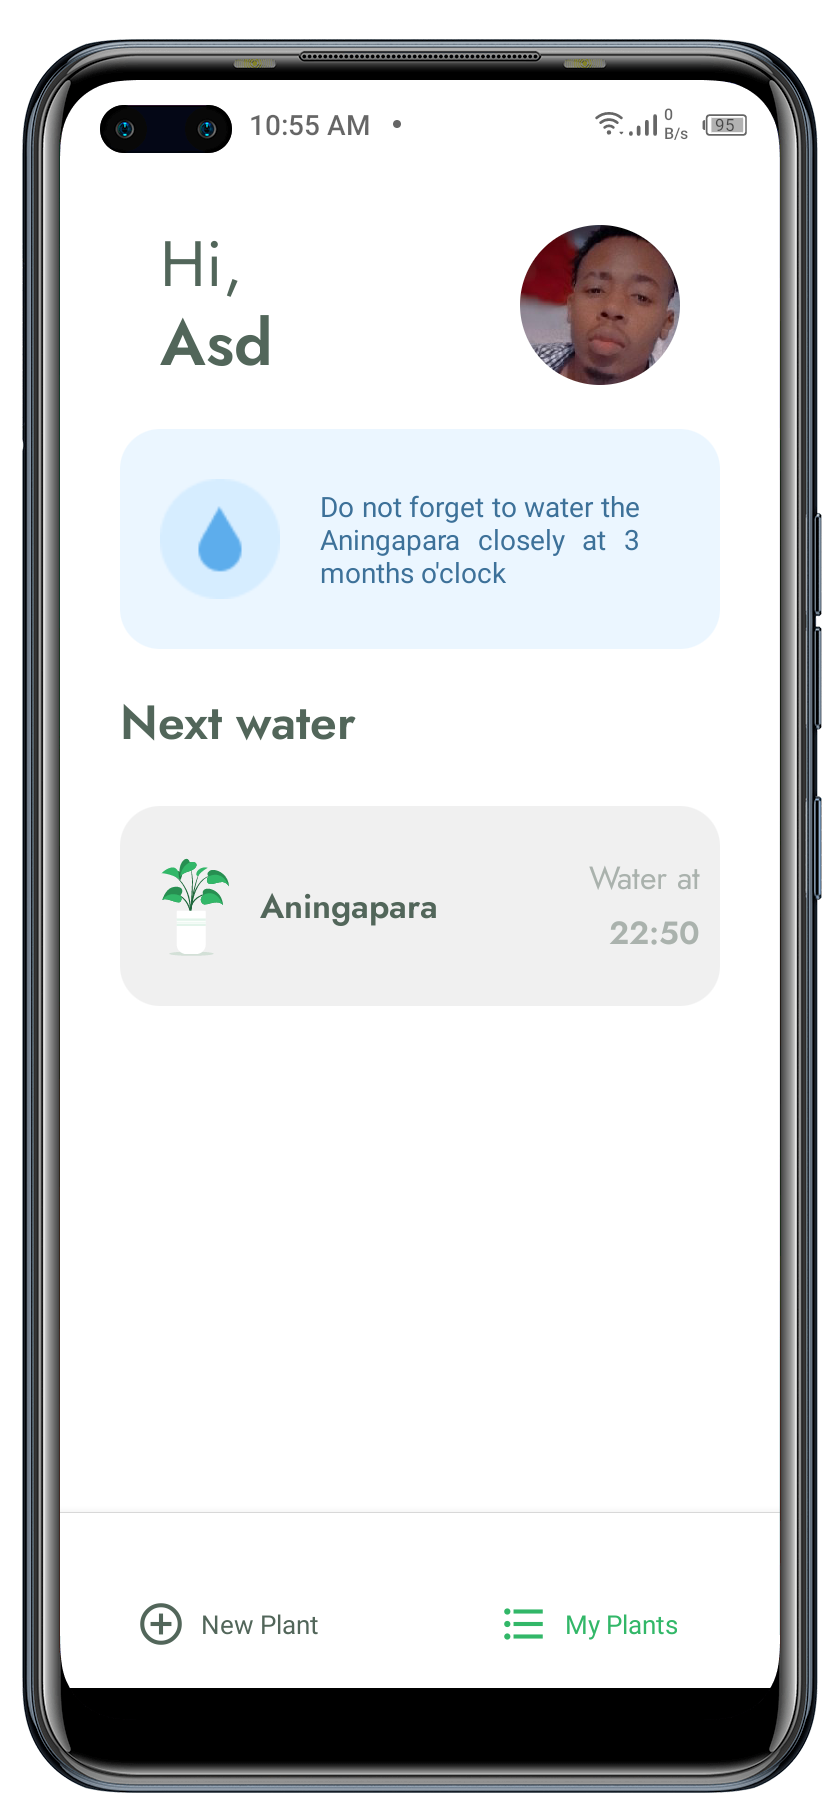 10:55 AM •
0
B/s
95
Hi,
Asd
Do not forget to water the
Aningapara closely at 3
months o'clock
Next water
Aningapara
Water at
22:50
New Plant
My Plants